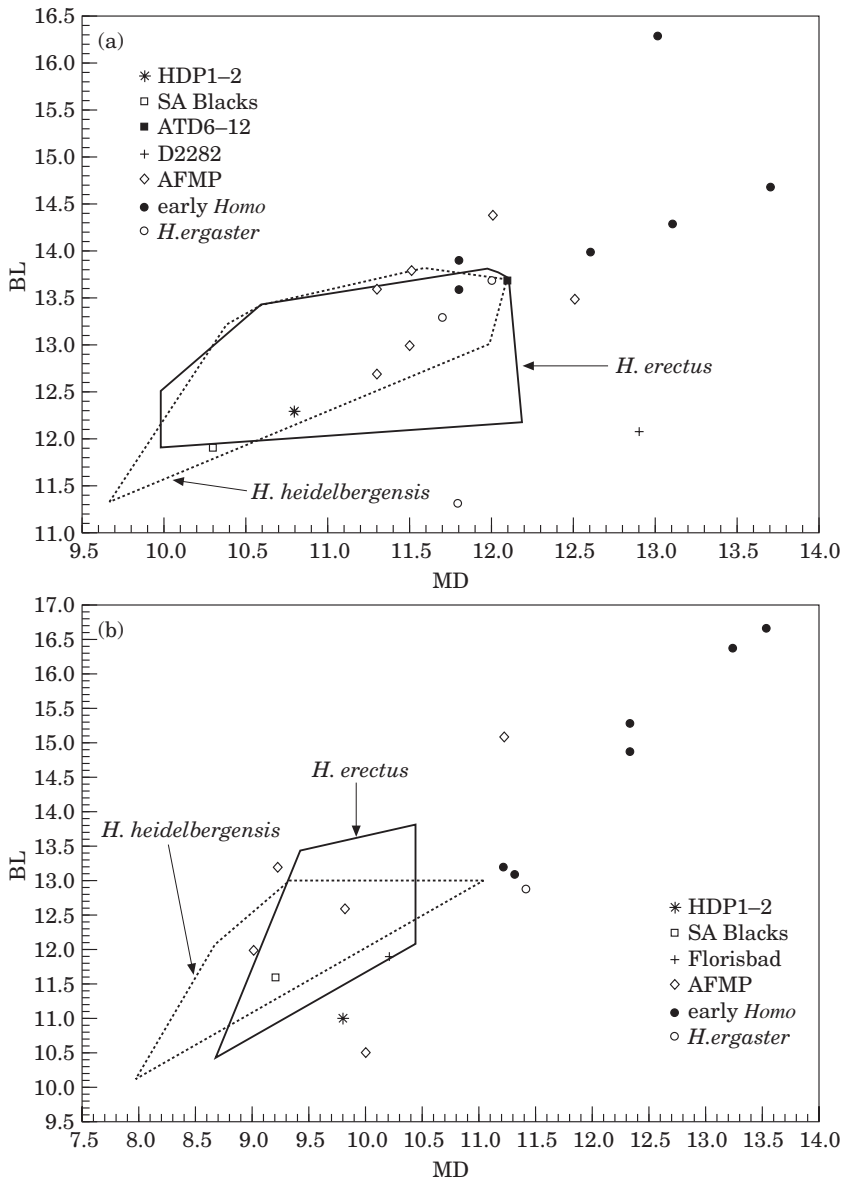 (a)
HDP1–2
SA Blacks
ATD6–12
D2282
AFMP
early Homo
H.ergaster
H. erectus
H. heidelbergensis
BL
16.5
16.0
15.5
15.0
14.5
14.0
13.5
13.0
12.5
12.0
11.5
11.0
9.5 10.0 10.5 11.0 11.5 12.0 12.5 13.0 13.5 14.0
MD
(b)
H. erectus
H. heidelbergensis
HDP1–2
SA Blacks
Florisbad
AFMP
early Homo
H.ergaster
BL
17.0
16.5
16.0
15.5
15.0
14.5
14.0
13.5
13.0
12.5
12.0
11.5
11.0
10.5
10.0
9.5
7.5 8.0 8.5 9.0 9.5 10.0 10.5 11.0 11.5 12.0 12.5 13.0 13.5 14.0
MD